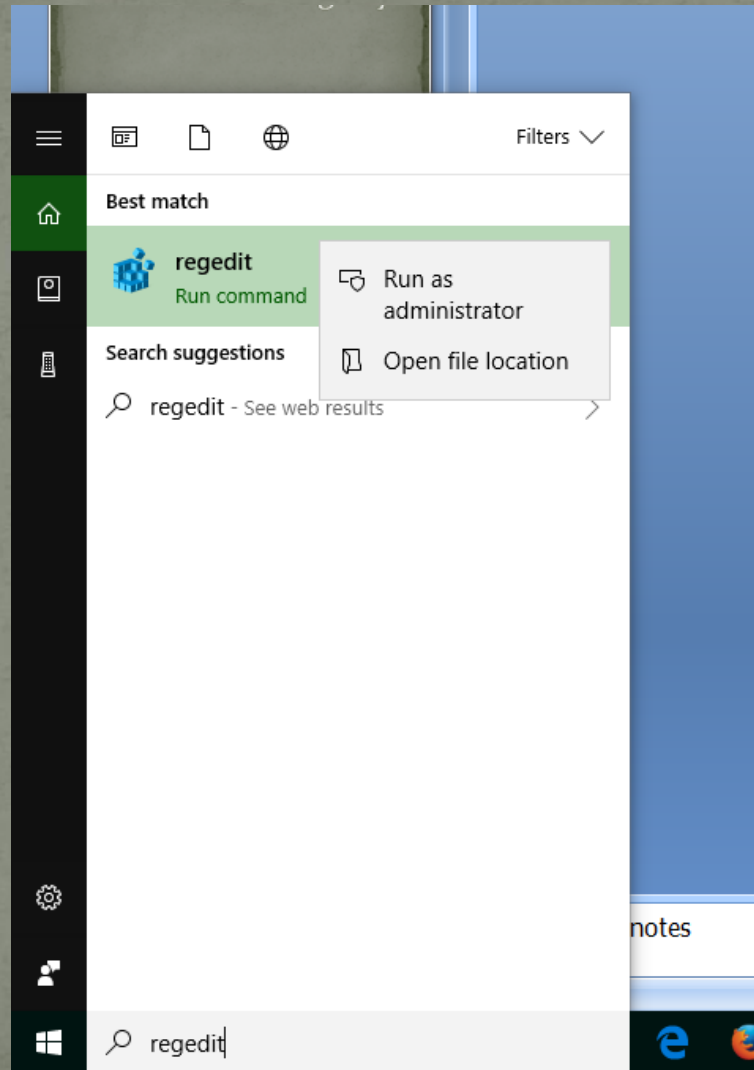 Filters
Best match
regedit
Run command
Run as
administrator
Open file location
Search suggestions
regedit - See web results
notes
regedit